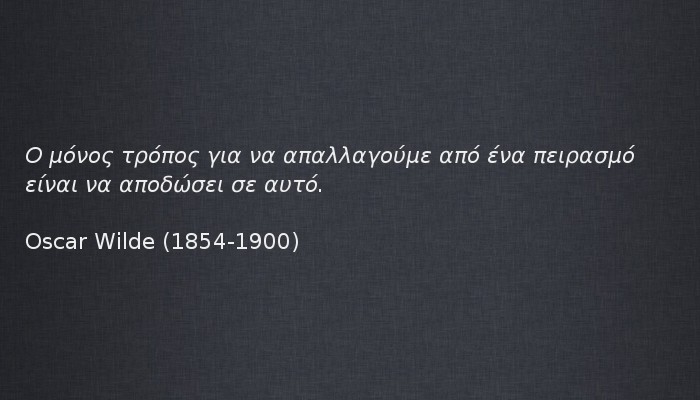 Ο μόνος τρόπος για να απαλλαγούμε από ένα πειρασμό
είναι να αποδώσει σε αυτό.
Oscar Wilde (1854-1900)